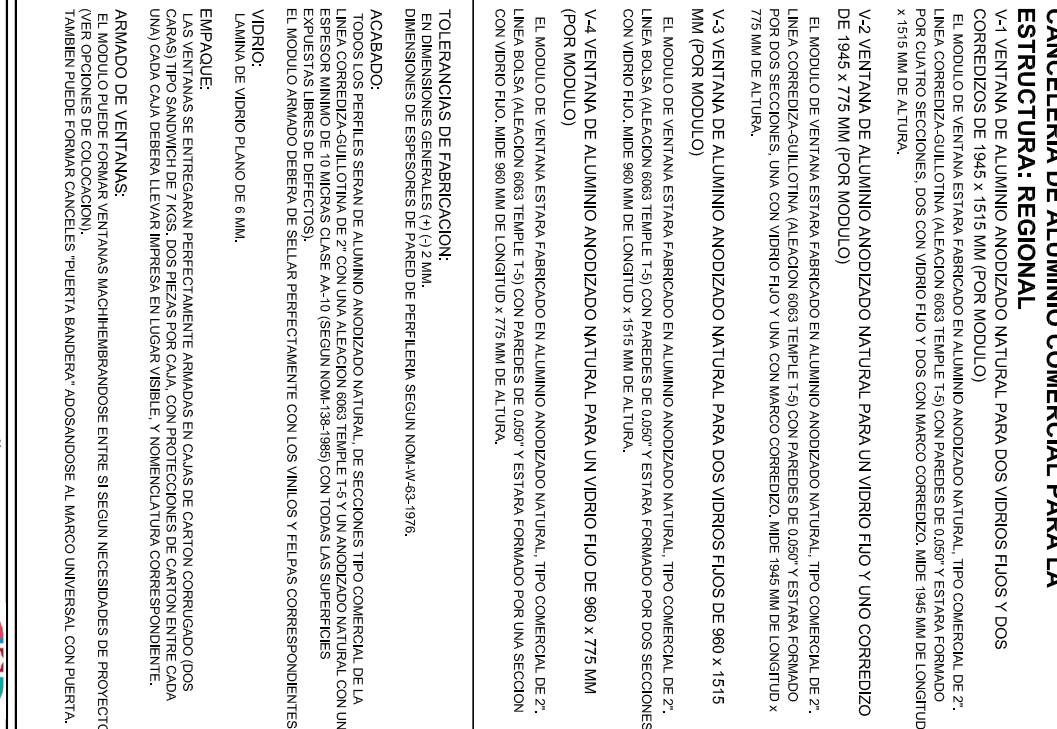 CANCELERIA DE ALUMINIO COMERCIAL PARA LA
ESTRUCTURA: REGIONAL
V-1 VENTANA DE ALUMINIO ANODIZADO NATURAL PARA DOS VIDRIOS FIJOS Y DOS
CORREDIZOS DE 1945 x 1515 MM (POR MODULO)
EL MODULO DE VENTANA ESTARA FABRICADO EN ALUMINIO ANODIZADO NATURAL, TIPO COMERCIAL DE 2".
LINEA CORREDIZA-GUILLOTINA (ALEACION 6063 TEMPLE T-5) CON PAREDES DE 0.050" Y ESTARA FORMADO
POR CUATRO SECCIONES, DOS CON VIDRIO FIJO Y DOS CON MARCO CORREDIZO. MIDE 1945 MM DE LONGITUD
x 1515 MM DE ALTURA.
V-2 VENTANA DE ALUMINIO ANODIZADO NATURAL PARA UN VIDRIO FIJO Y UNO CORREDIZO
DE 1945 x 775 MM (POR MODULO)
EL MODULO DE VENTANA ESTARA FABRICADO EN ALUMINIO ANODIZADO NATURAL, TIPO COMERCIAL DE 2".
LINEA CORREDIZA-GUILLOTINA (ALEACION 6063 TEMPLE T-5) CON PAREDES DE 0.050" Y ESTARA FORMADO
POR DOS SECCIONES, UNA CON VIDRIO FIJO Y UNA CON MARCO CORREDIZO. MIDE 1945 MM DE LONGITUD x
775 MM DE ALTURA.
V-3 VENTANA DE ALUMINIO ANODIZADO NATURAL PARA DOS VIDRIOS FIJOS DE 960 x 1515
MM (POR MODULO)
EL MODULO DE VENTANA ESTARA FABRICADO EN ALUMINIO ANODIZADO NATURAL, TIPO COMERCIAL DE 2".
LINEA BOLSA (ALEACION 6063 TEMPLE T-5) CON PAREDES DE 0.050" Y ESTARA FORMADO POR DOS SECCIONES
CON VIDRIO FIJO. MIDE 960 MM DE LONGITUD x 1515 MM DE ALTURA.
V-4 VENTANA DE ALUMINIO ANODIZADO NATURAL PARA UN VIDRIO FIJO DE 960 x 775 MM
(POR MODULO)
EL MODULO DE VENTANA ESTARA FABRICADO EN ALUMINIO ANODIZADO NATURAL, TIPO COMERCIAL DE 2".
LINEA BOLSA (ALEACION 6063 TEMPLE T-5) CON PAREDES DE 0.050" Y ESTARA FORMADO POR UNA SECCION
CON VIDRIO FIJO. MIDE 960 MM DE LONGITUD x 775 MM DE ALTURA.
TOLERANCIAS DE FABRICACION:
EN DIMENSIONES GENERALES (+) (-) 2 MM.
DIMENSIONES DE ESPESORES DE PARED DE PERFILERIA SEGUN NOM-W-63-1976.
ACABADO:
TODOS LOS PERFILES SERAN DE ALUMINIO ANODIZADO NATURAL, DE SECCIONES TIPO COMERCIAL DE LA
LINEA CORREDIZA-GUILLOTINA DE 2" CON UNA ALEACION 6063 TEMPLE T-5 Y UN ANODIZADO NATURAL CON UN
ESPESOR MINIMO DE 10 MICRAS CLASE AA-10 (SEGUN NOM-138-1985) CON TODAS LAS SUPERFICIES
EXPUESTAS LIBRES DE DEFECTOS).
EL MODULO ARMADO DEBERA DE SELLAR PERFECTAMENTE CON LOS VINILOS Y FELPAS CORRESPONDIENTES
VIDRIO:
LAMINA DE VIDRIO PLANO DE 6 MM.
EMPAQUE:
LAS VENTANAS SE ENTREGARAN PERFECTAMENTE ARMADAS EN CAJAS DE CARTON CORRUGADO (DOS
CARAS) TIPO SANDWICH DE 7 KGS, DOS PIEZAS POR CAJA, CON PROTECCIONES DE CARTON ENTRE CADA
UNA) CADA CAJA DEBERA LLEVAR IMPRESA EN LUGAR VISIBLE, Y NOMENCLATURA CORRESPONDIENTE.
ARMADO DE VENTANAS:
EL MODULO PUEDE FORMAR VENTANAS MACHIHEMBRANDOSE ENTRE SI SEGUN NECESIDADES DE PROYECTO
(VER OPCIONES DE COLOCACION).
TAMBIEN PUEDE FORMAR CANCELES "PUERTA BANDERA" ADOSANDOSE AL MARCO UNIVERSAL CON PUERTA.